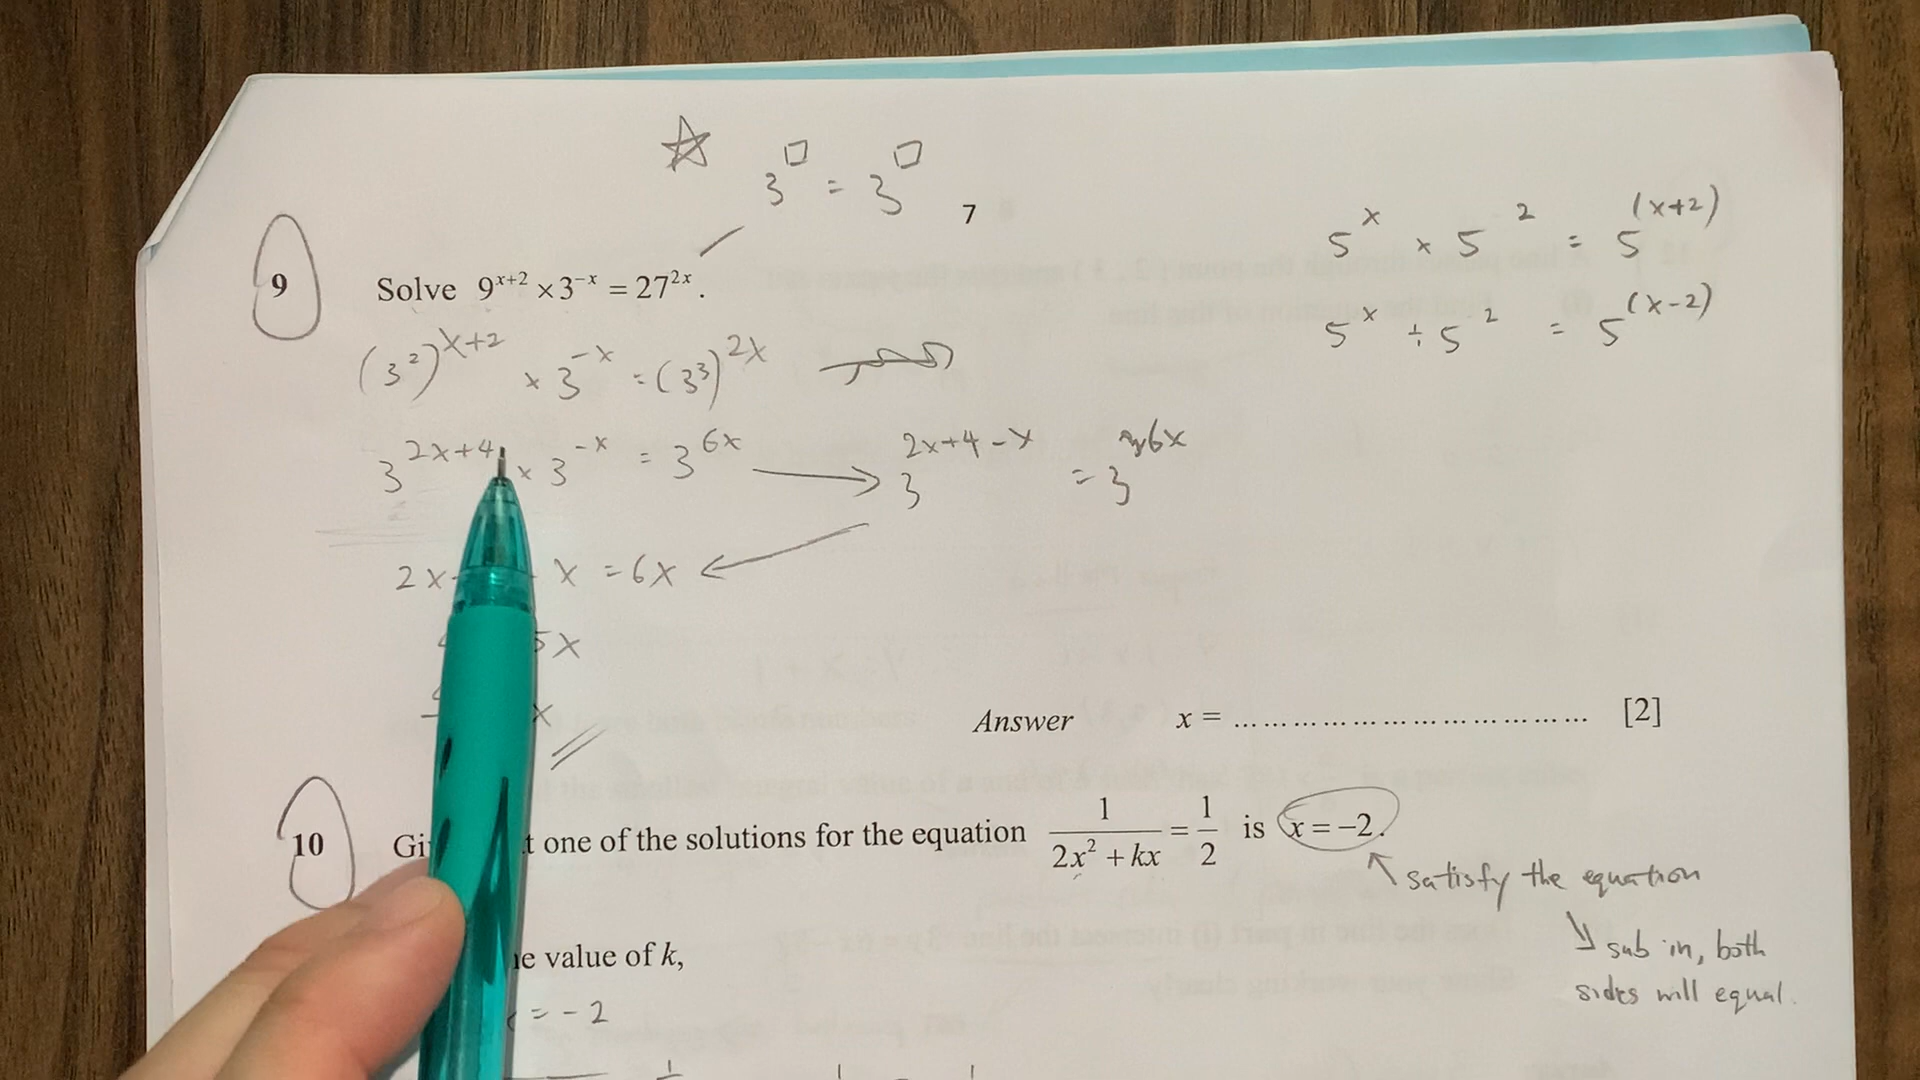 3^□ = 3^□
7
5^x × 5^2 = 5^(x+2)
9 Solve 9^{x+2} × 3^{-x} = 27^{2x}.
5^x ÷ 5^2 = 5^(x-2)
(3^2)^{x+2} × 3^{-x} = (3^3)^{2x}
3^{2x+4} × 3^{-x} = 3^{6x} → 3^{2x+4-x} = 3^{6x}
2x x = 6x ←
5x
x
Answer x = ........................................ [2]
10 Gi t one of the solutions for the equation 1/(2x^2 + kx) = 1/2 is x = −2.
satisfy the equation
e value of k,
sub in, both
sides will equal.
= -2